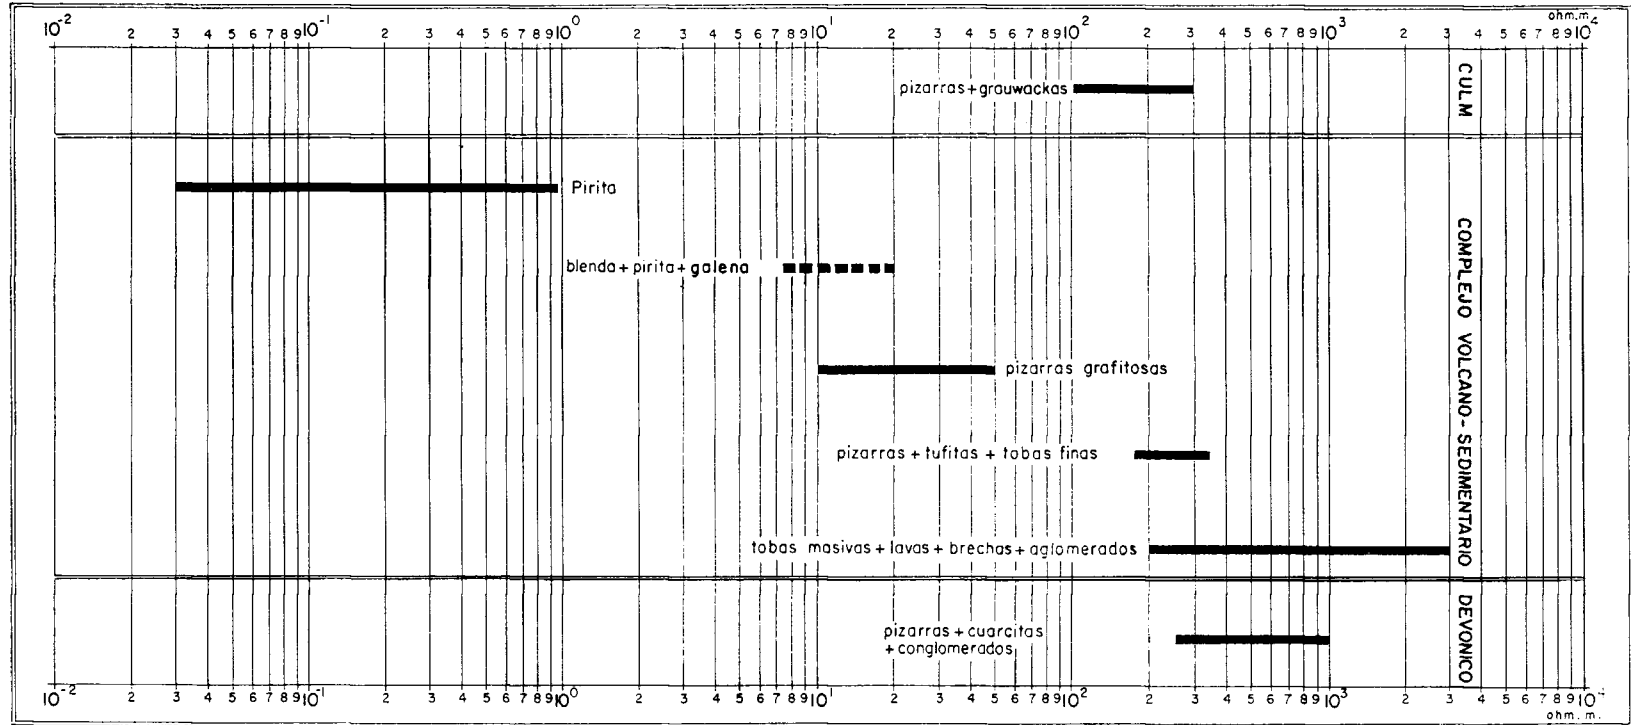 10-2 2 3 4 5 6 7 8 9 10-1 2 3 4 5 6 7 8 9 100 2 3 4 5 6 7 8 9 101 2 3 4 5 6 7 8 9 102 2 3 4 5 6 7 8 9 103 2 3 4 5 6 7 8 9 104
ohm.m.
pizarras+grauwackas
CULM
Pirita
blenda+pirita+galena
pizarras grafitosas
pizarras + tufitas + tobas finas
tobas masivas+lavas+brechas+aglomerados
COMPLEJO VOLCANO-SEDIMENTARIO
pizarras+cuarcitas
+conglomerados
DEVONICO
10-2 2 3 4 5 6 7 8 9 10-1 2 3 4 5 6 7 8 9 100 2 3 4 5 6 7 8 9 101 2 3 4 5 6 7 8 9 102 2 3 4 5 6 7 8 9 103 2 3 4 5 6 7 8 9
ohm. m.